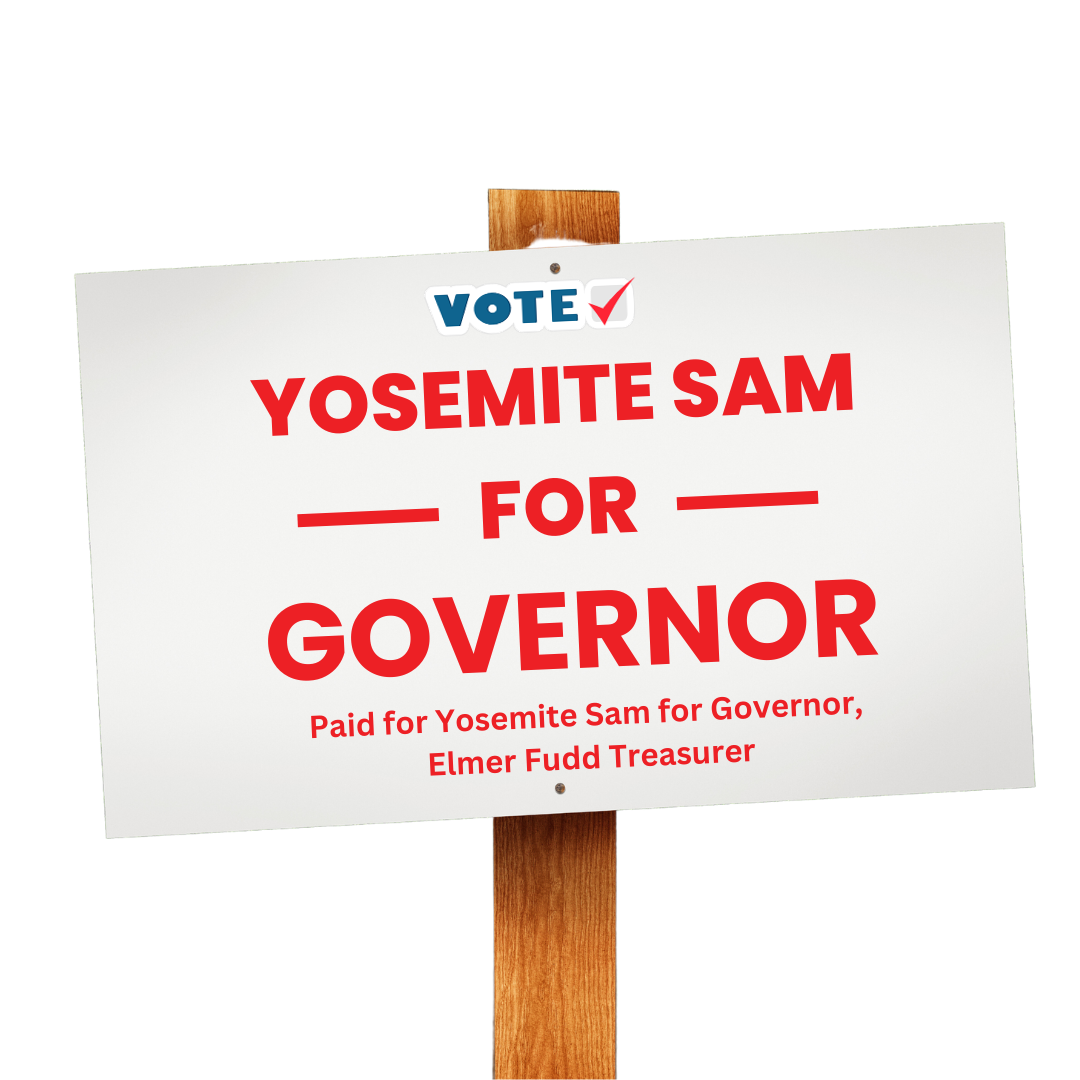 VOTE
YOSEMITE SAM
FOR
GOVERNOR
Paid for Yosemite Sam for Governor,
Elmer Fudd Treasurer